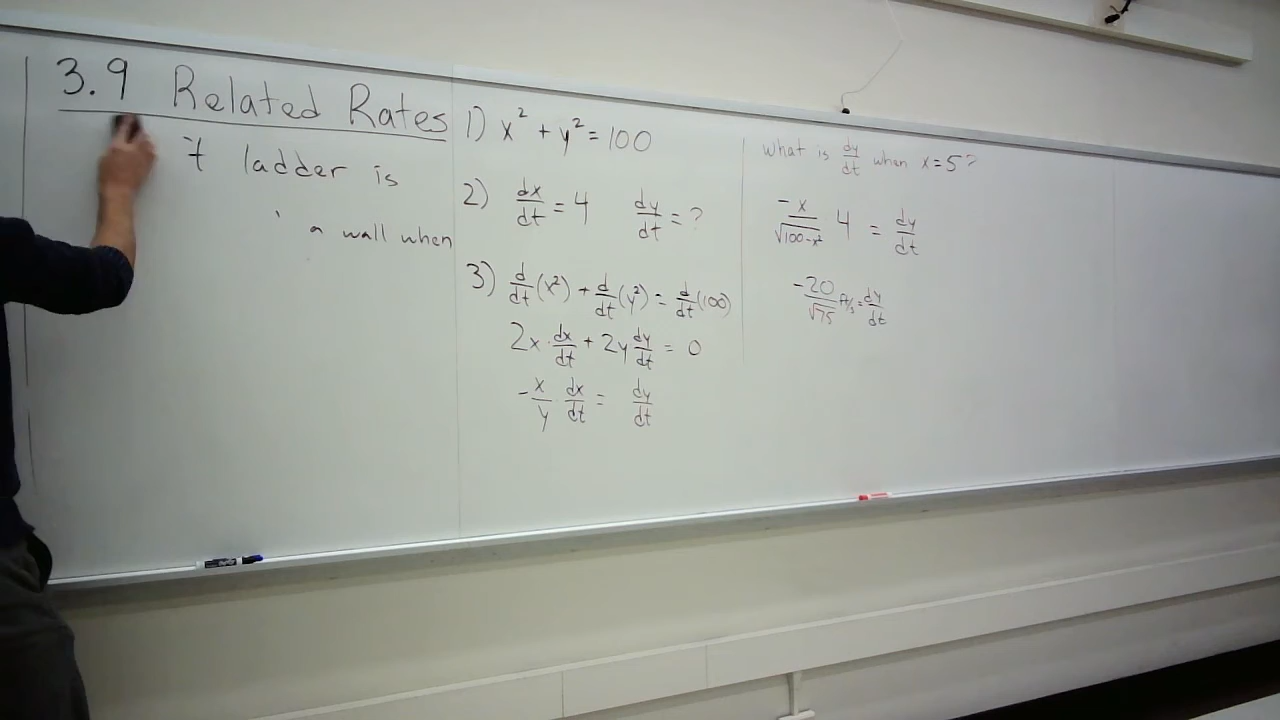 3.9 Related Rates
t ladder is
a wall when
1) x² + y² = 100
2) dx/dt = 4 dy/dt = ?
3) d/dt(x²) + d/dt(y²) = d/dt(100)
2x · dx/dt + 2y dy/dt = 0
-x/y dx/dt = dy/dt
What is dy/dt when x=5?
-x/√100-x² 4 = dy/dt
-20/√75 ft/s = dy/dt